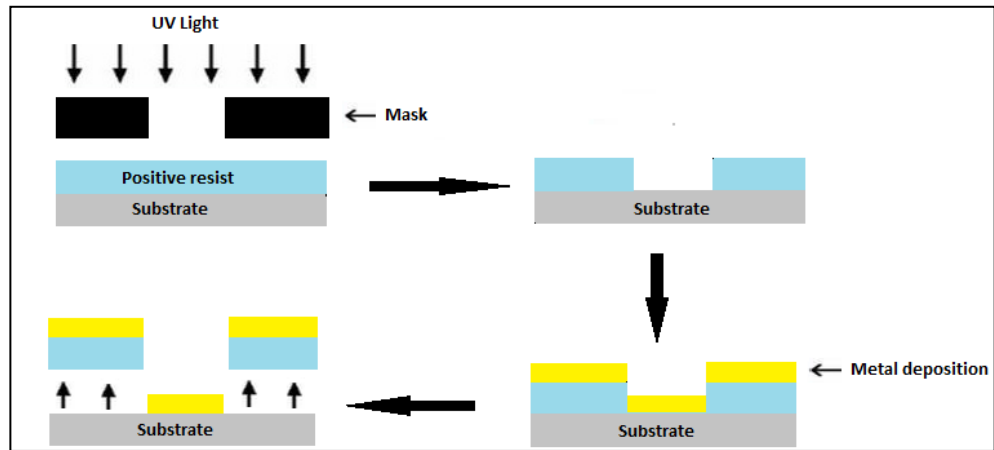 UV Light
Mask
Positive resist
Substrate
Substrate
Metal deposition
Substrate
Substrate